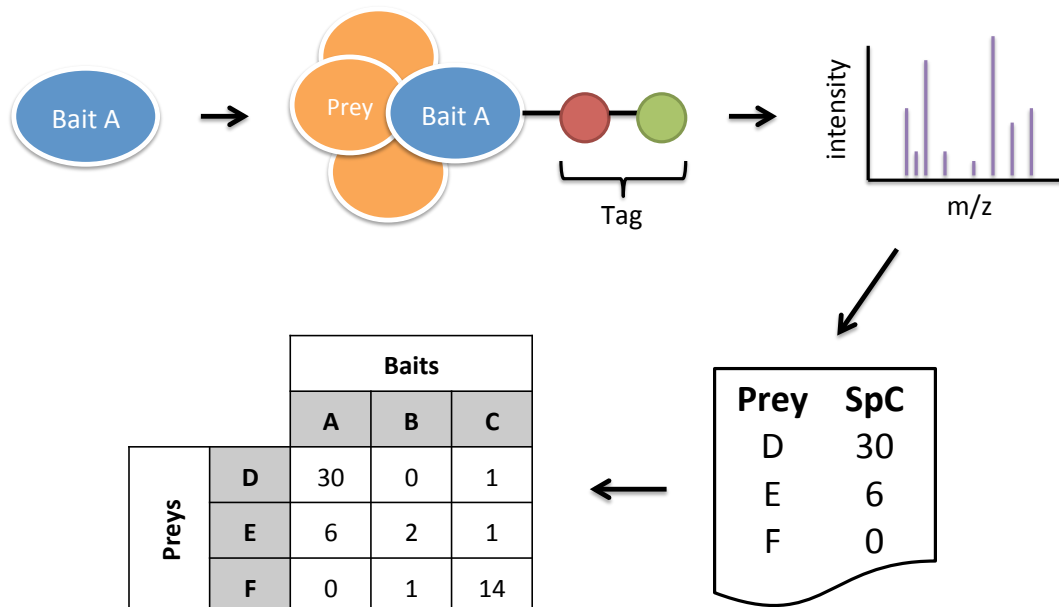 Bait A
Prey
Bait A
Tag
intensity
m/z
Prey SpC
D 30
E 6
F 0
Baits
A B C
Preys
D 30 0 1
E 6 2 1
F 0 1 14